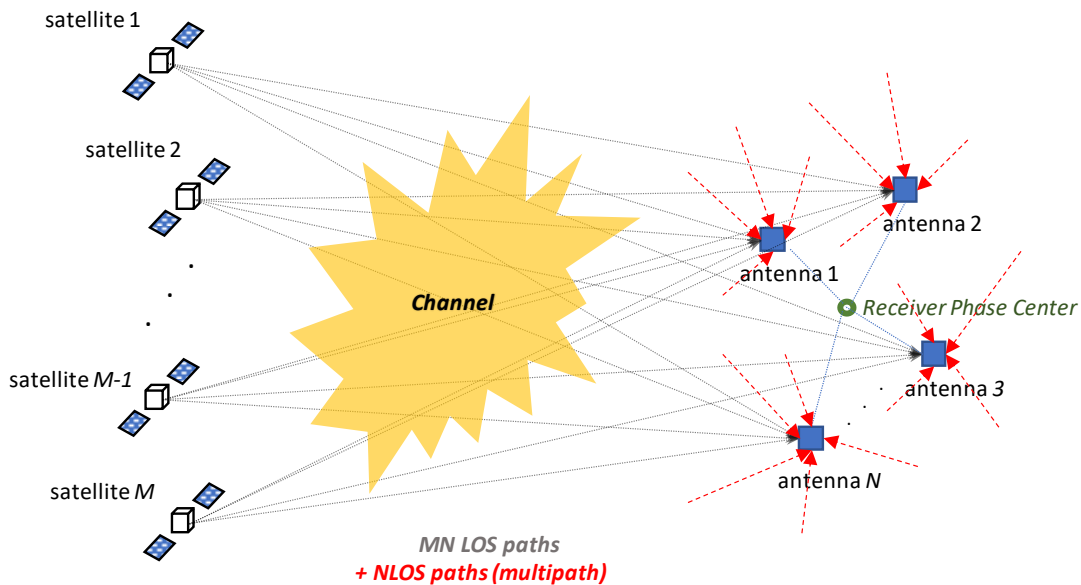 satellite 1
satellite 2
.
.
.
satellite M-1
satellite M
Channel
antenna 2
antenna 1
Receiver Phase Center
antenna 3
.
.
.
antenna N
MN LOS paths
+ NLOS paths (multipath)